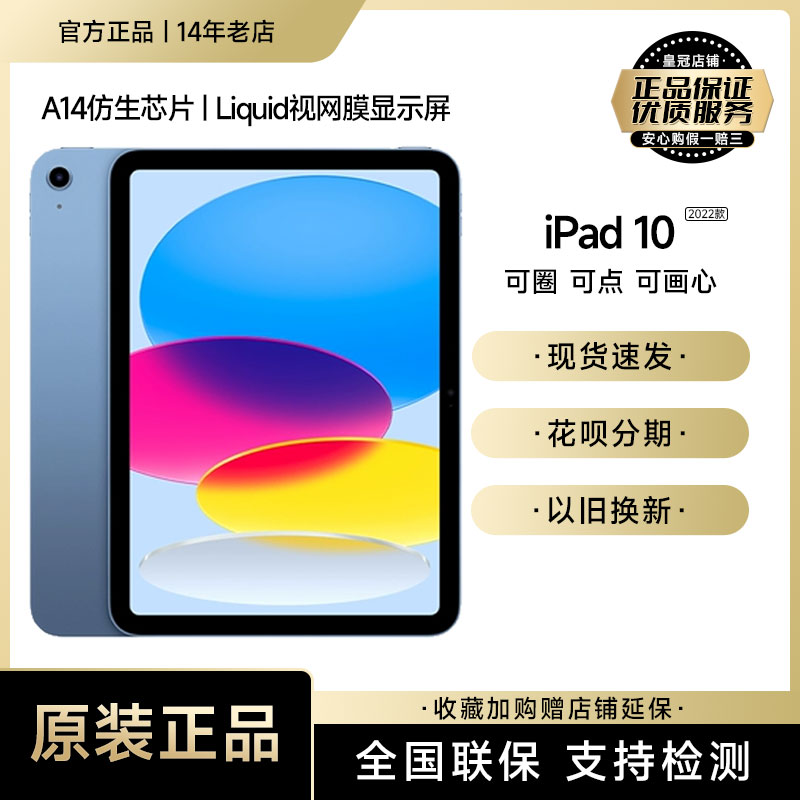 官方正品 | 14年老店
皇冠店铺
正品保证
优质服务
安心购假一赔三
A14仿生芯片 | Liquid视网膜显示屏
iPad 10 2022款
可圈 可点 可画心
·现货速发·
·花呗分期·
·以旧换新·
·收藏加购赠店铺延保·
原装正品
全国联保 支持检测